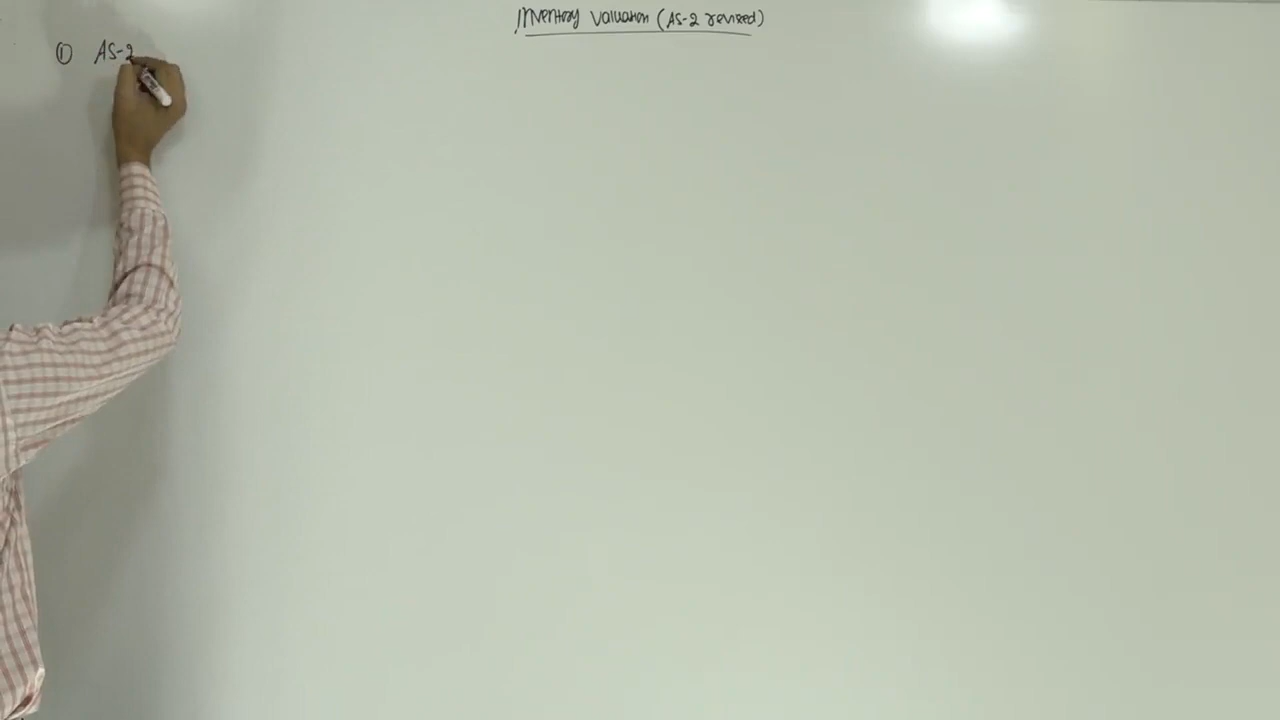 Inventory Valuation (AS-2 revised)
① AS-2